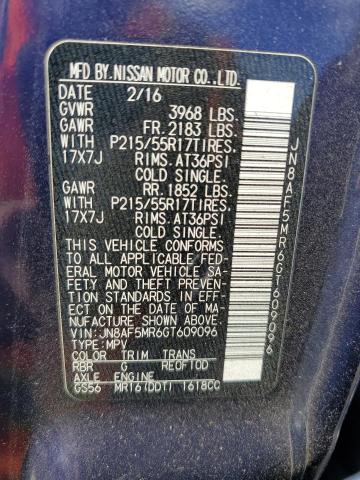 MFD BY.NISSAN MOTOR CO.,LTD.
DATE 2/16
GVWR 3968 LBS.
GAWR FR. 2183 LBS.
WITH P215/55R17TIRES.
17X7J RIMS. AT36PSI
COLD SINGLE.
GAWR RR. 1852 LBS.
WITH P215/55R17TIRES.
17X7J RIMS. AT36PSI
COLD SINGLE.
THIS VEHICLE CONFORMS
TO ALL APPLICABLE FED-
ERAL MOTOR VEHICLE SA-
FETY AND THEFT PREVEN-
TION STANDARDS IN EFF-
ECT ON THE DATE OF MA-
NUFACTURE SHOWN ABOVE.
VIN:JN8AF5MR6GT609096
TYPE:MPV
COLOR TRIM TRANS
RBR G RE0F10D
GS56 MR16(DDT) 1618CC
JN8AF5MR6GT609096